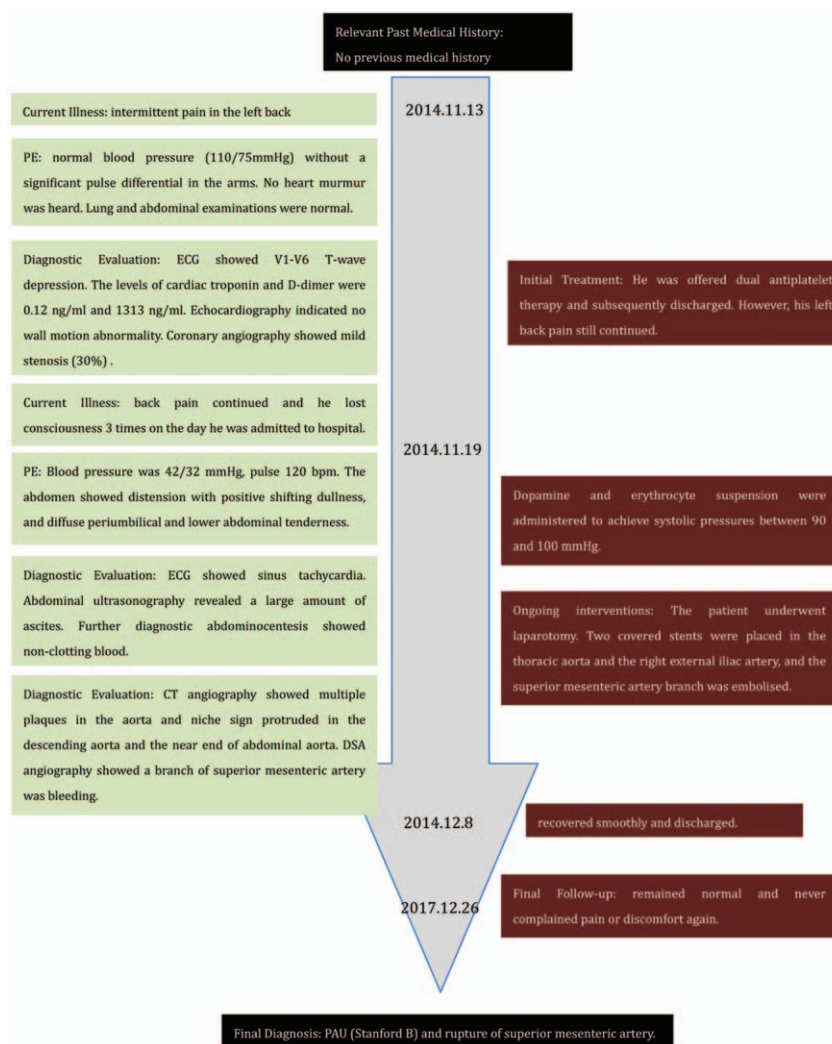 Relevant Past Medical History:
No previous medical history
2014.11.13
Current Illness: intermittent pain in the left back
PE: normal blood pressure (110/75mmHg) without a
significant pulse differential in the arms. No heart murmur
was heard. Lung and abdominal examinations were normal.
Diagnostic Evaluation: ECG showed V1-V6 T-wave
depression. The levels of cardiac troponin and D-dimer were
0.12 ng/ml and 1313 ng/ml. Echocardiography indicated no
wall motion abnormality. Coronary angiography showed mild
stenosis (30%) .
Initial Treatment: He was offered dual antiplatelet
therapy and subsequently discharged. However, his left
back pain still continued.
Current Illness: back pain continued and he lost
consciousness 3 times on the day he was admitted to hospital.
2014.11.19
PE: Blood pressure was 42/32 mmHg, pulse 120 bpm. The
abdomen showed distension with positive shifting dullness,
and diffuse periumbilical and lower abdominal tenderness.
Dopamine and erythrocyte suspension were
administered to achieve systolic pressures between 90
and 100 mmHg.
Diagnostic Evaluation: ECG showed sinus tachycardia.
Abdominal ultrasonography revealed a large amount of
ascites. Further diagnostic abdominocentesis showed
non-clotting blood.
Ongoing interventions: The patient underwent
laparotomy. Two covered stents were placed in the
thoracic aorta and the right external iliac artery, and the
superior mesenteric artery branch was embolised.
Diagnostic Evaluation: CT angiography showed multiple
plaques in the aorta and niche sign protruded in the
descending aorta and the near end of abdominal aorta. DSA
angiography showed a branch of superior mesenteric artery
was bleeding.
2014.12.8
recovered smoothly and discharged.
2017.12.26
Final Follow-up: remained normal and never
complained pain or discomfort again.
Final Diagnosis: PAU (Stanford B) and rupture of superior mesenteric artery.